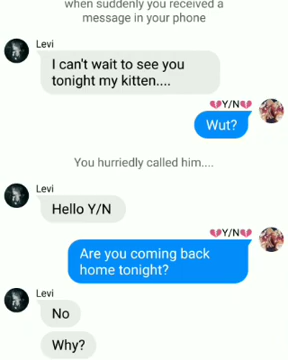 when suddenly you received a
message in your phone
Levi
I can't wait to see you
tonight my kitten....
💔Y/N💔
Wut?
You hurriedly called him....
Levi
Hello Y/N
💔Y/N💔
Are you coming back
home tonight?
Levi
No
Why?